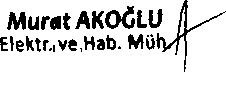 Murat AKOĞLU
Elektr.,ve,Hab. Müh